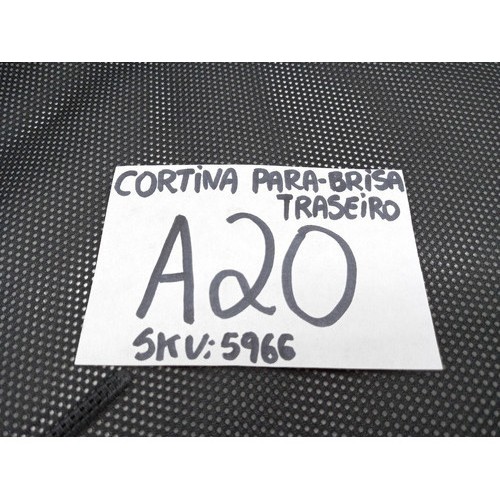 CORTiNA PARA-BRiSA
TRASEiRO
A20
SKU: 5966